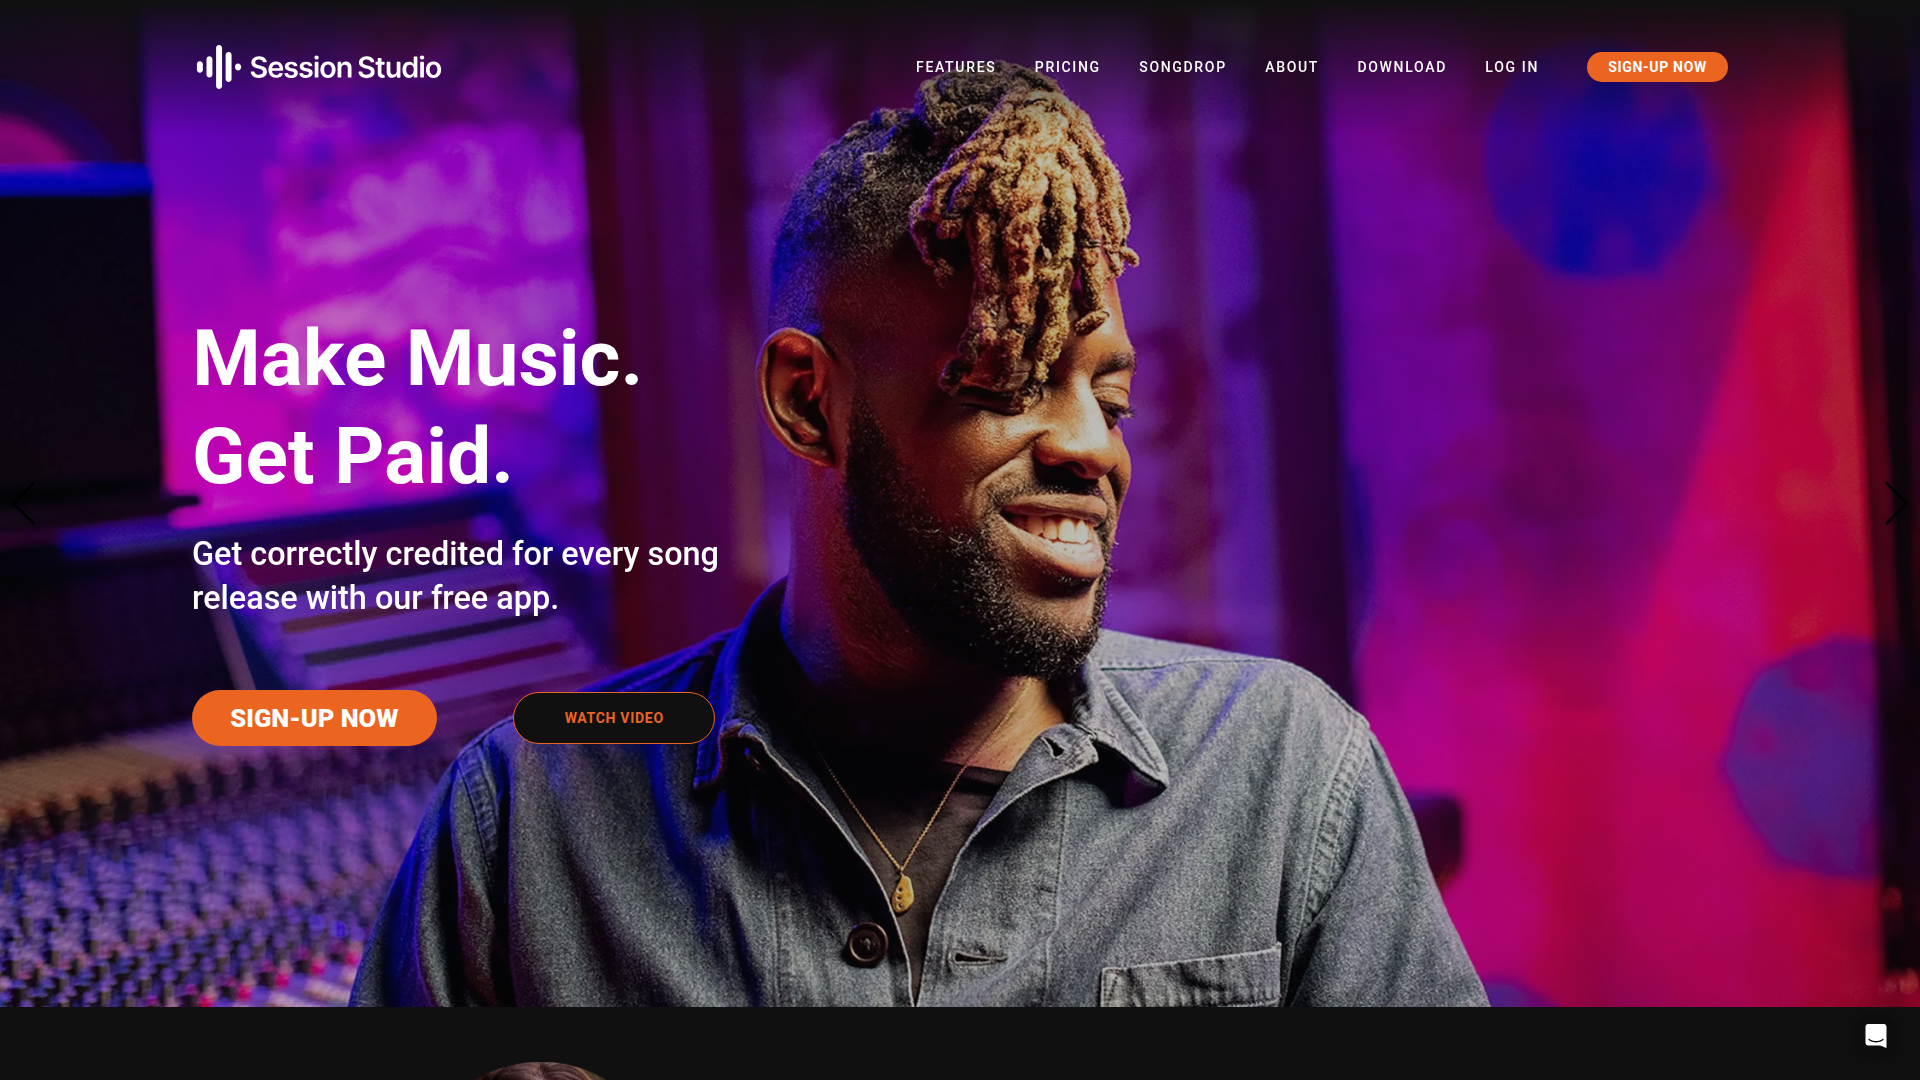 Session Studio
FEATURES PRICING SONGDROP ABOUT DOWNLOAD LOG IN SIGN-UP NOW
Make Music.
Get Paid.
Get correctly credited for every song
release with our free app.
SIGN-UP NOW WATCH VIDEO